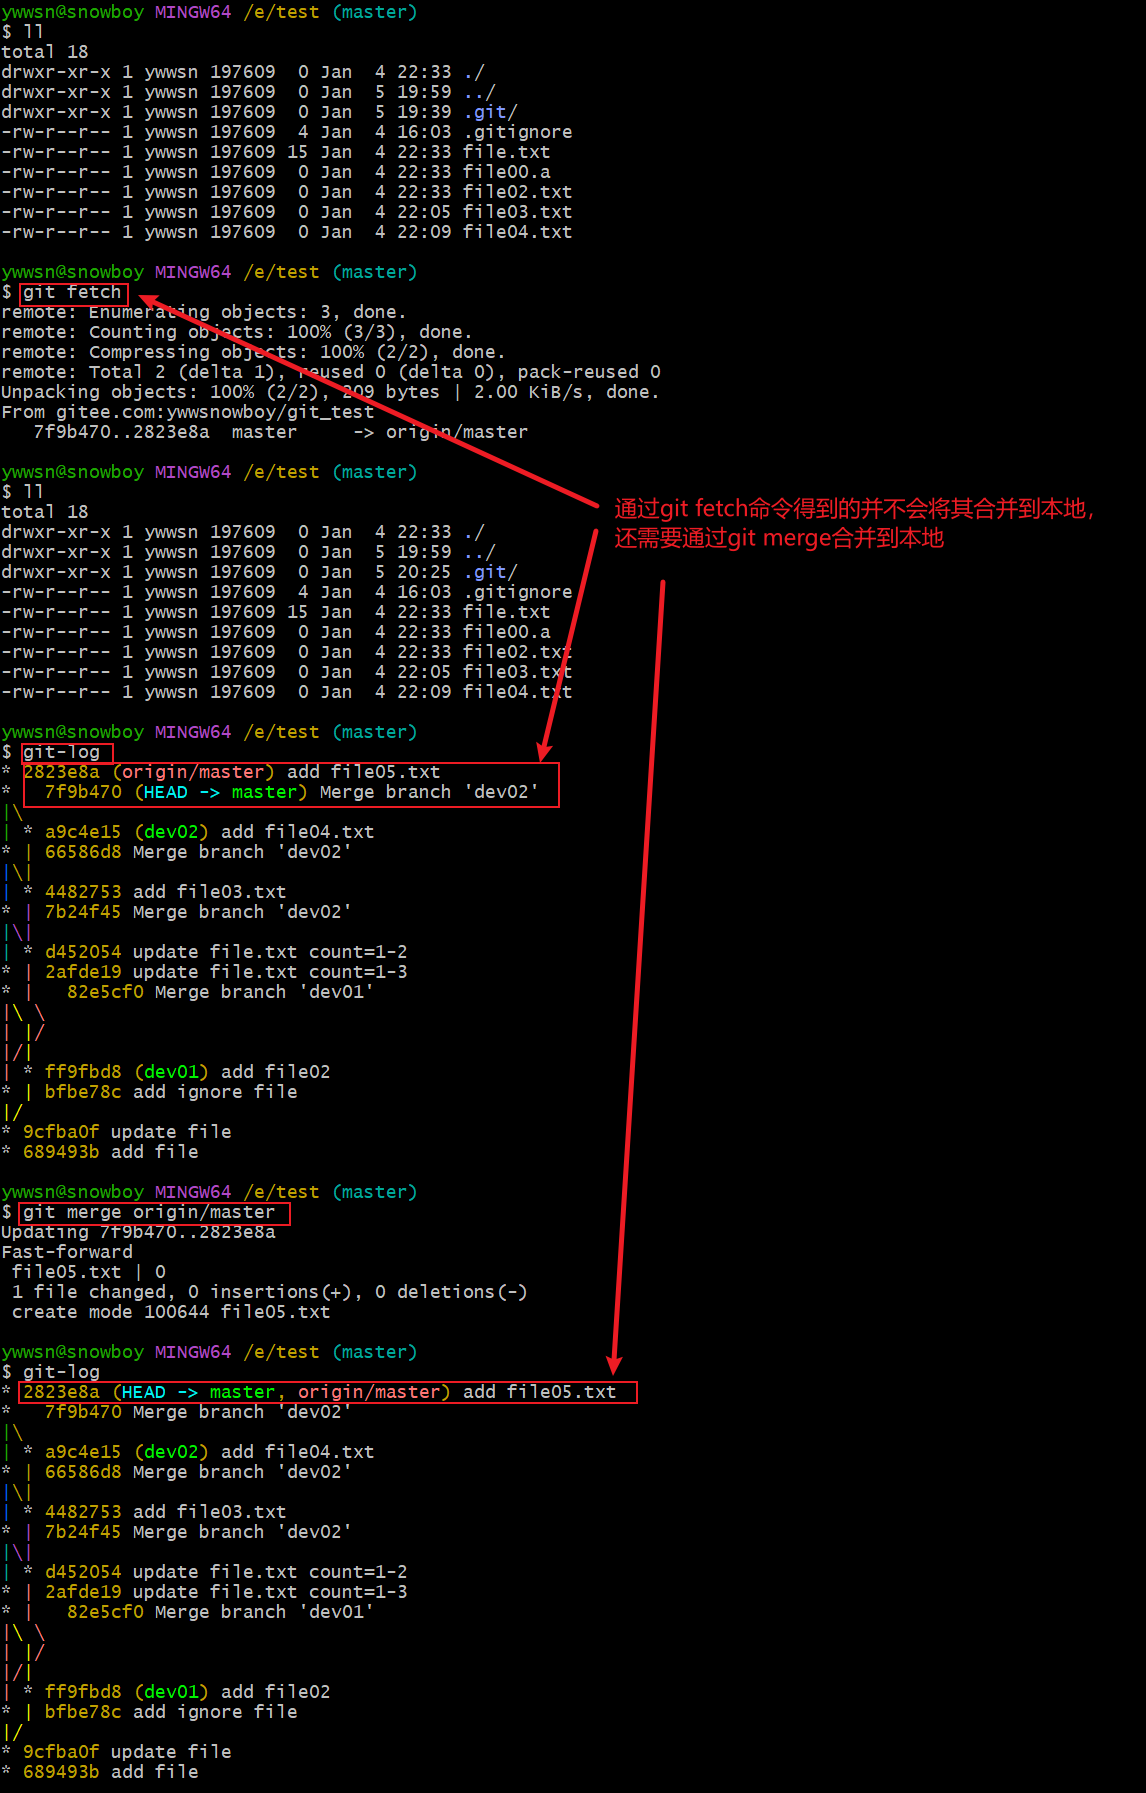 ywwsn@snowboy MINGW64 /e/test (master)
$ ll
total 18
drwxr-xr-x 1 ywwsn 197609  0 Jan  4 22:33 ./
drwxr-xr-x 1 ywwsn 197609  0 Jan  5 19:59 ../
drwxr-xr-x 1 ywwsn 197609  0 Jan  5 19:39 .git/
-rw-r--r-- 1 ywwsn 197609  4 Jan  4 16:03 .gitignore
-rw-r--r-- 1 ywwsn 197609 15 Jan  4 22:33 file.txt
-rw-r--r-- 1 ywwsn 197609  0 Jan  4 22:33 file00.a
-rw-r--r-- 1 ywwsn 197609  0 Jan  4 22:33 file02.txt
-rw-r--r-- 1 ywwsn 197609  0 Jan  4 22:05 file03.txt
-rw-r--r-- 1 ywwsn 197609  0 Jan  4 22:09 file04.txt
ywwsn@snowboy MINGW64 /e/test (master)
$ git fetch
remote: Enumerating objects: 3, done.
remote: Counting objects: 100% (3/3), done.
remote: Compressing objects: 100% (2/2), done.
remote: Total 2 (delta 1), reused 0 (delta 0), pack-reused 0
Unpacking objects: 100% (2/2), 209 bytes | 2.00 KiB/s, done.
From gitee.com:ywwsnowboy/git_test
   7f9b470..2823e8a  master     -> origin/master
ywwsn@snowboy MINGW64 /e/test (master)
$ ll
total 18
drwxr-xr-x 1 ywwsn 197609  0 Jan  4 22:33 ./
drwxr-xr-x 1 ywwsn 197609  0 Jan  5 19:59 ../
drwxr-xr-x 1 ywwsn 197609  0 Jan  5 20:25 .git/
-rw-r--r-- 1 ywwsn 197609  4 Jan  4 16:03 .gitignore
-rw-r--r-- 1 ywwsn 197609 15 Jan  4 22:33 file.txt
-rw-r--r-- 1 ywwsn 197609  0 Jan  4 22:33 file00.a
-rw-r--r-- 1 ywwsn 197609  0 Jan  4 22:33 file02.txt
-rw-r--r-- 1 ywwsn 197609  0 Jan  4 22:05 file03.txt
-rw-r--r-- 1 ywwsn 197609  0 Jan  4 22:09 file04.txt
通过git fetch命令得到的并不会将其合并到本地，
还需要通过git merge合并到本地
ywwsn@snowboy MINGW64 /e/test (master)
$ git-log
* 2823e8a (origin/master) add file05.txt
*   7f9b470 (HEAD -> master) Merge branch 'dev02'
|\
| * a9c4e15 (dev02) add file04.txt
* | 66586d8 Merge branch 'dev02'
|\|
| * 4482753 add file03.txt
* | 7b24f45 Merge branch 'dev02'
|\|
| * d452054 update file.txt count=1-2
* | 2afde19 update file.txt count=1-3
* |   82e5cf0 Merge branch 'dev01'
|\ \
| |/
|/|
| * ff9fbd8 (dev01) add file02
* | bfbe78c add ignore file
|/
* 9cfba0f update file
* 689493b add file
ywwsn@snowboy MINGW64 /e/test (master)
$ git merge origin/master
Updating 7f9b470..2823e8a
Fast-forward
 file05.txt | 0
 1 file changed, 0 insertions(+), 0 deletions(-)
 create mode 100644 file05.txt
ywwsn@snowboy MINGW64 /e/test (master)
$ git-log
* 2823e8a (HEAD -> master, origin/master) add file05.txt
*   7f9b470 Merge branch 'dev02'
|\
| * a9c4e15 (dev02) add file04.txt
* | 66586d8 Merge branch 'dev02'
|\|
| * 4482753 add file03.txt
* | 7b24f45 Merge branch 'dev02'
|\|
| * d452054 update file.txt count=1-2
* | 2afde19 update file.txt count=1-3
* |   82e5cf0 Merge branch 'dev01'
|\ \
| |/
|/|
| * ff9fbd8 (dev01) add file02
* | bfbe78c add ignore file
|/
* 9cfba0f update file
* 689493b add file